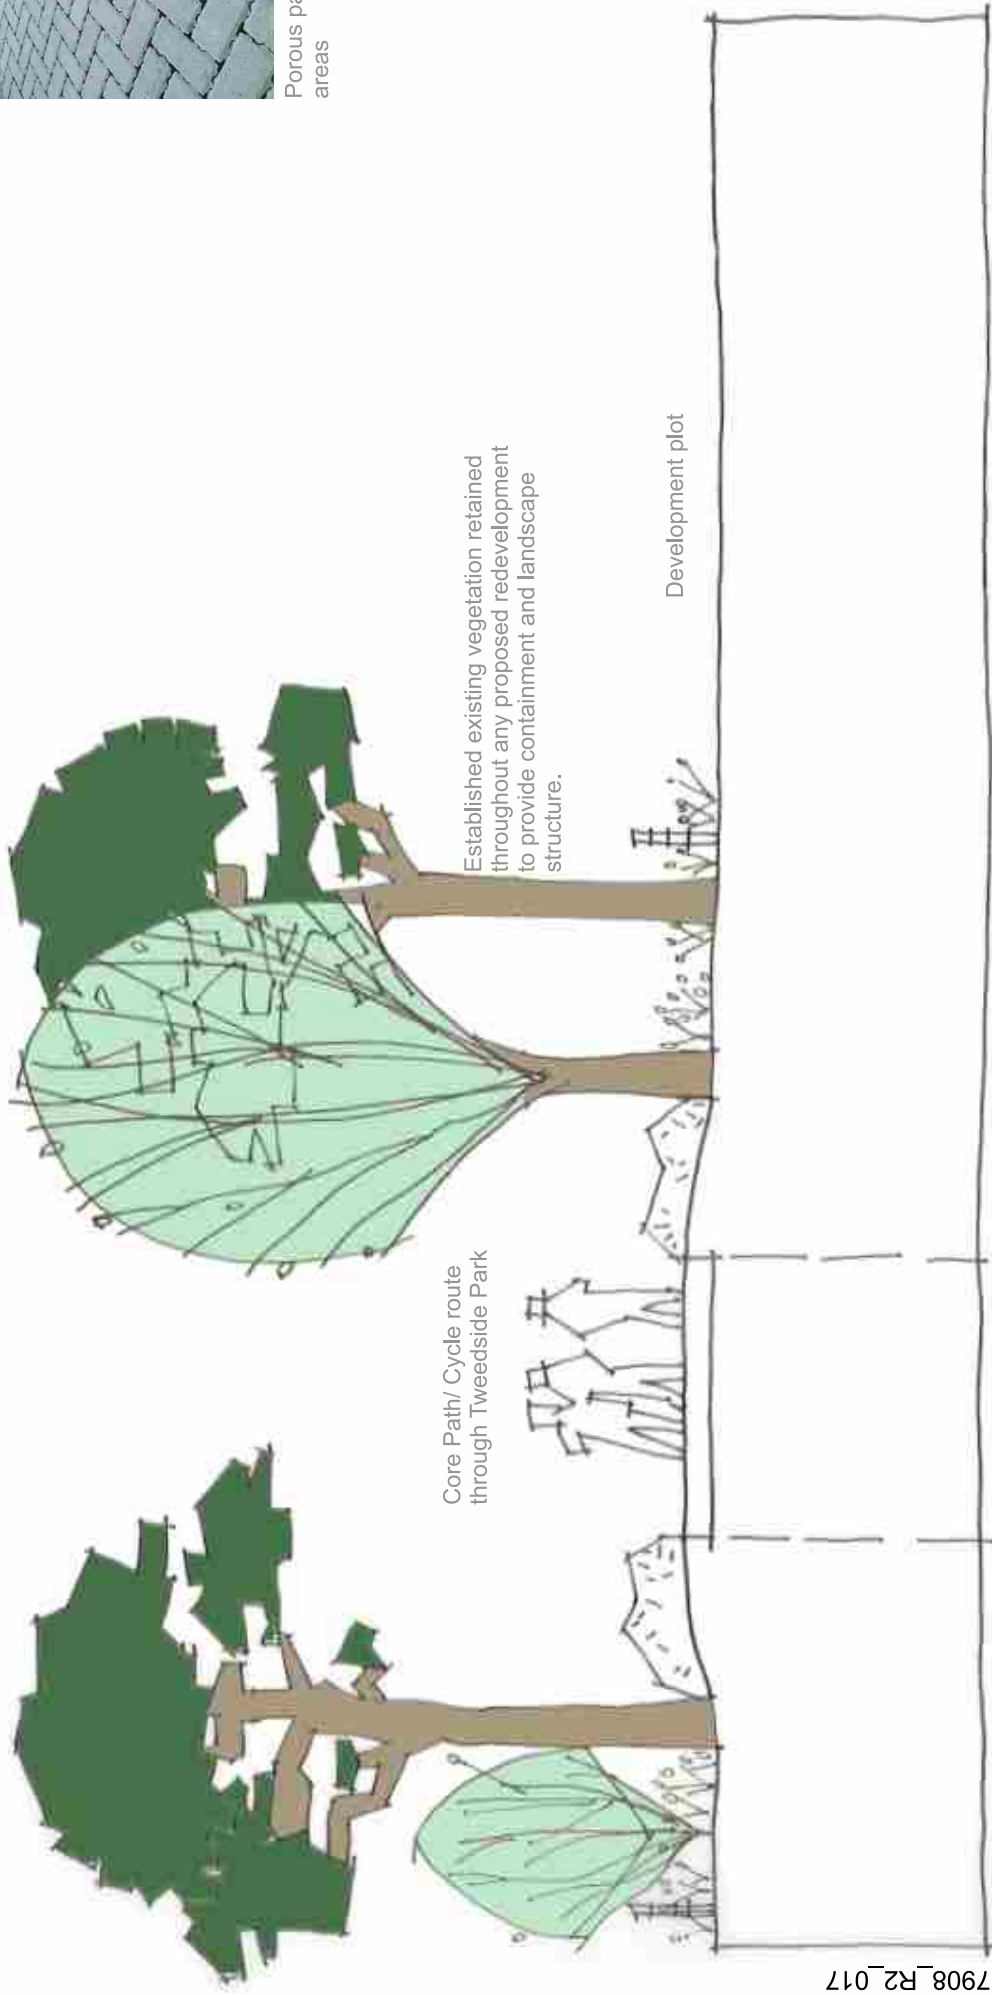 Porous pa
areas
Established existing vegetation retained
throughout any proposed redevelopment
to provide containment and landscape
structure.
Development plot
Core Path/ Cycle route
through Tweedside Park
7908_R2_017